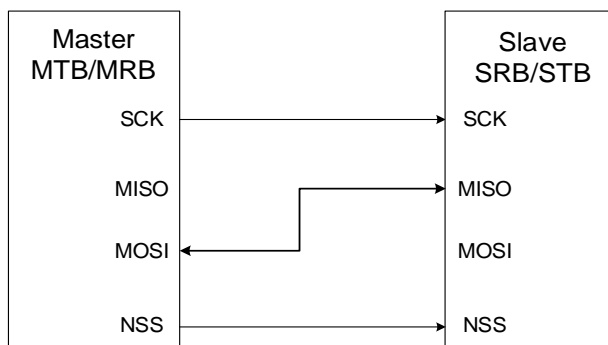 Master
MTB/MRB
SCK
MISO
MOSI
NSS
Slave
SRB/STB
SCK
MISO
MOSI
NSS